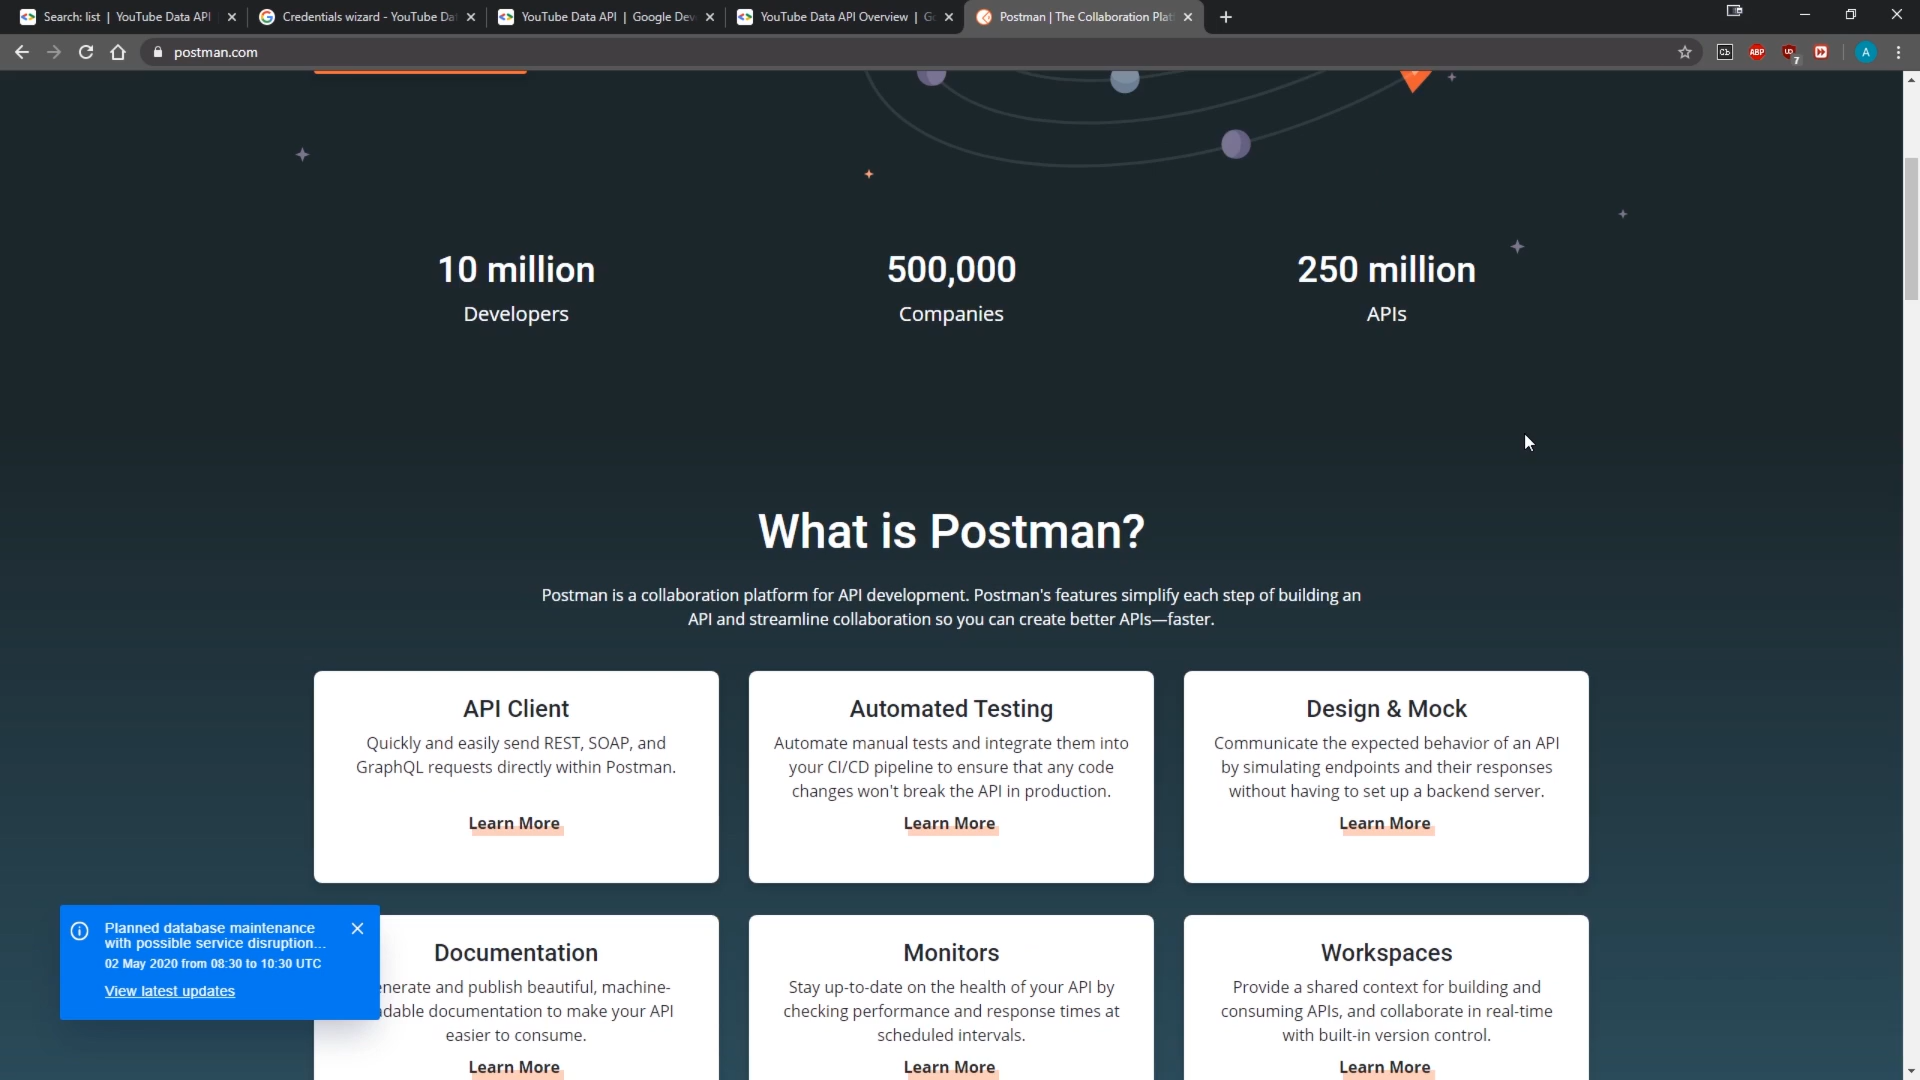 Search: list | YouTube Data API
Credentials wizard - YouTube Da
YouTube Data API | Google Dev
YouTube Data API Overview | G
Postman | The Collaboration Plat
postman.com
Cb
ABP
UD
7
A
10 million
Developers
500,000
Companies
250 million
APIs
What is Postman?
Postman is a collaboration platform for API development. Postman's features simplify each step of building an
API and streamline collaboration so you can create better APIs—faster.
API Client
Quickly and easily send REST, SOAP, and
GraphQL requests directly within Postman.
Learn More
Automated Testing
Automate manual tests and integrate them into
your CI/CD pipeline to ensure that any code
changes won't break the API in production.
Learn More
Design & Mock
Communicate the expected behavior of an API
by simulating endpoints and their responses
without having to set up a backend server.
Learn More
Planned database maintenance
with possible service disruption...
02 May 2020 from 08:30 to 10:30 UTC
View latest updates
Documentation
enerate and publish beautiful, machine-
adable documentation to make your API
easier to consume.
Learn More
Monitors
Stay up-to-date on the health of your API by
checking performance and response times at
scheduled intervals.
Learn More
Workspaces
Provide a shared context for building and
consuming APIs, and collaborate in real-time
with built-in version control.
Learn More